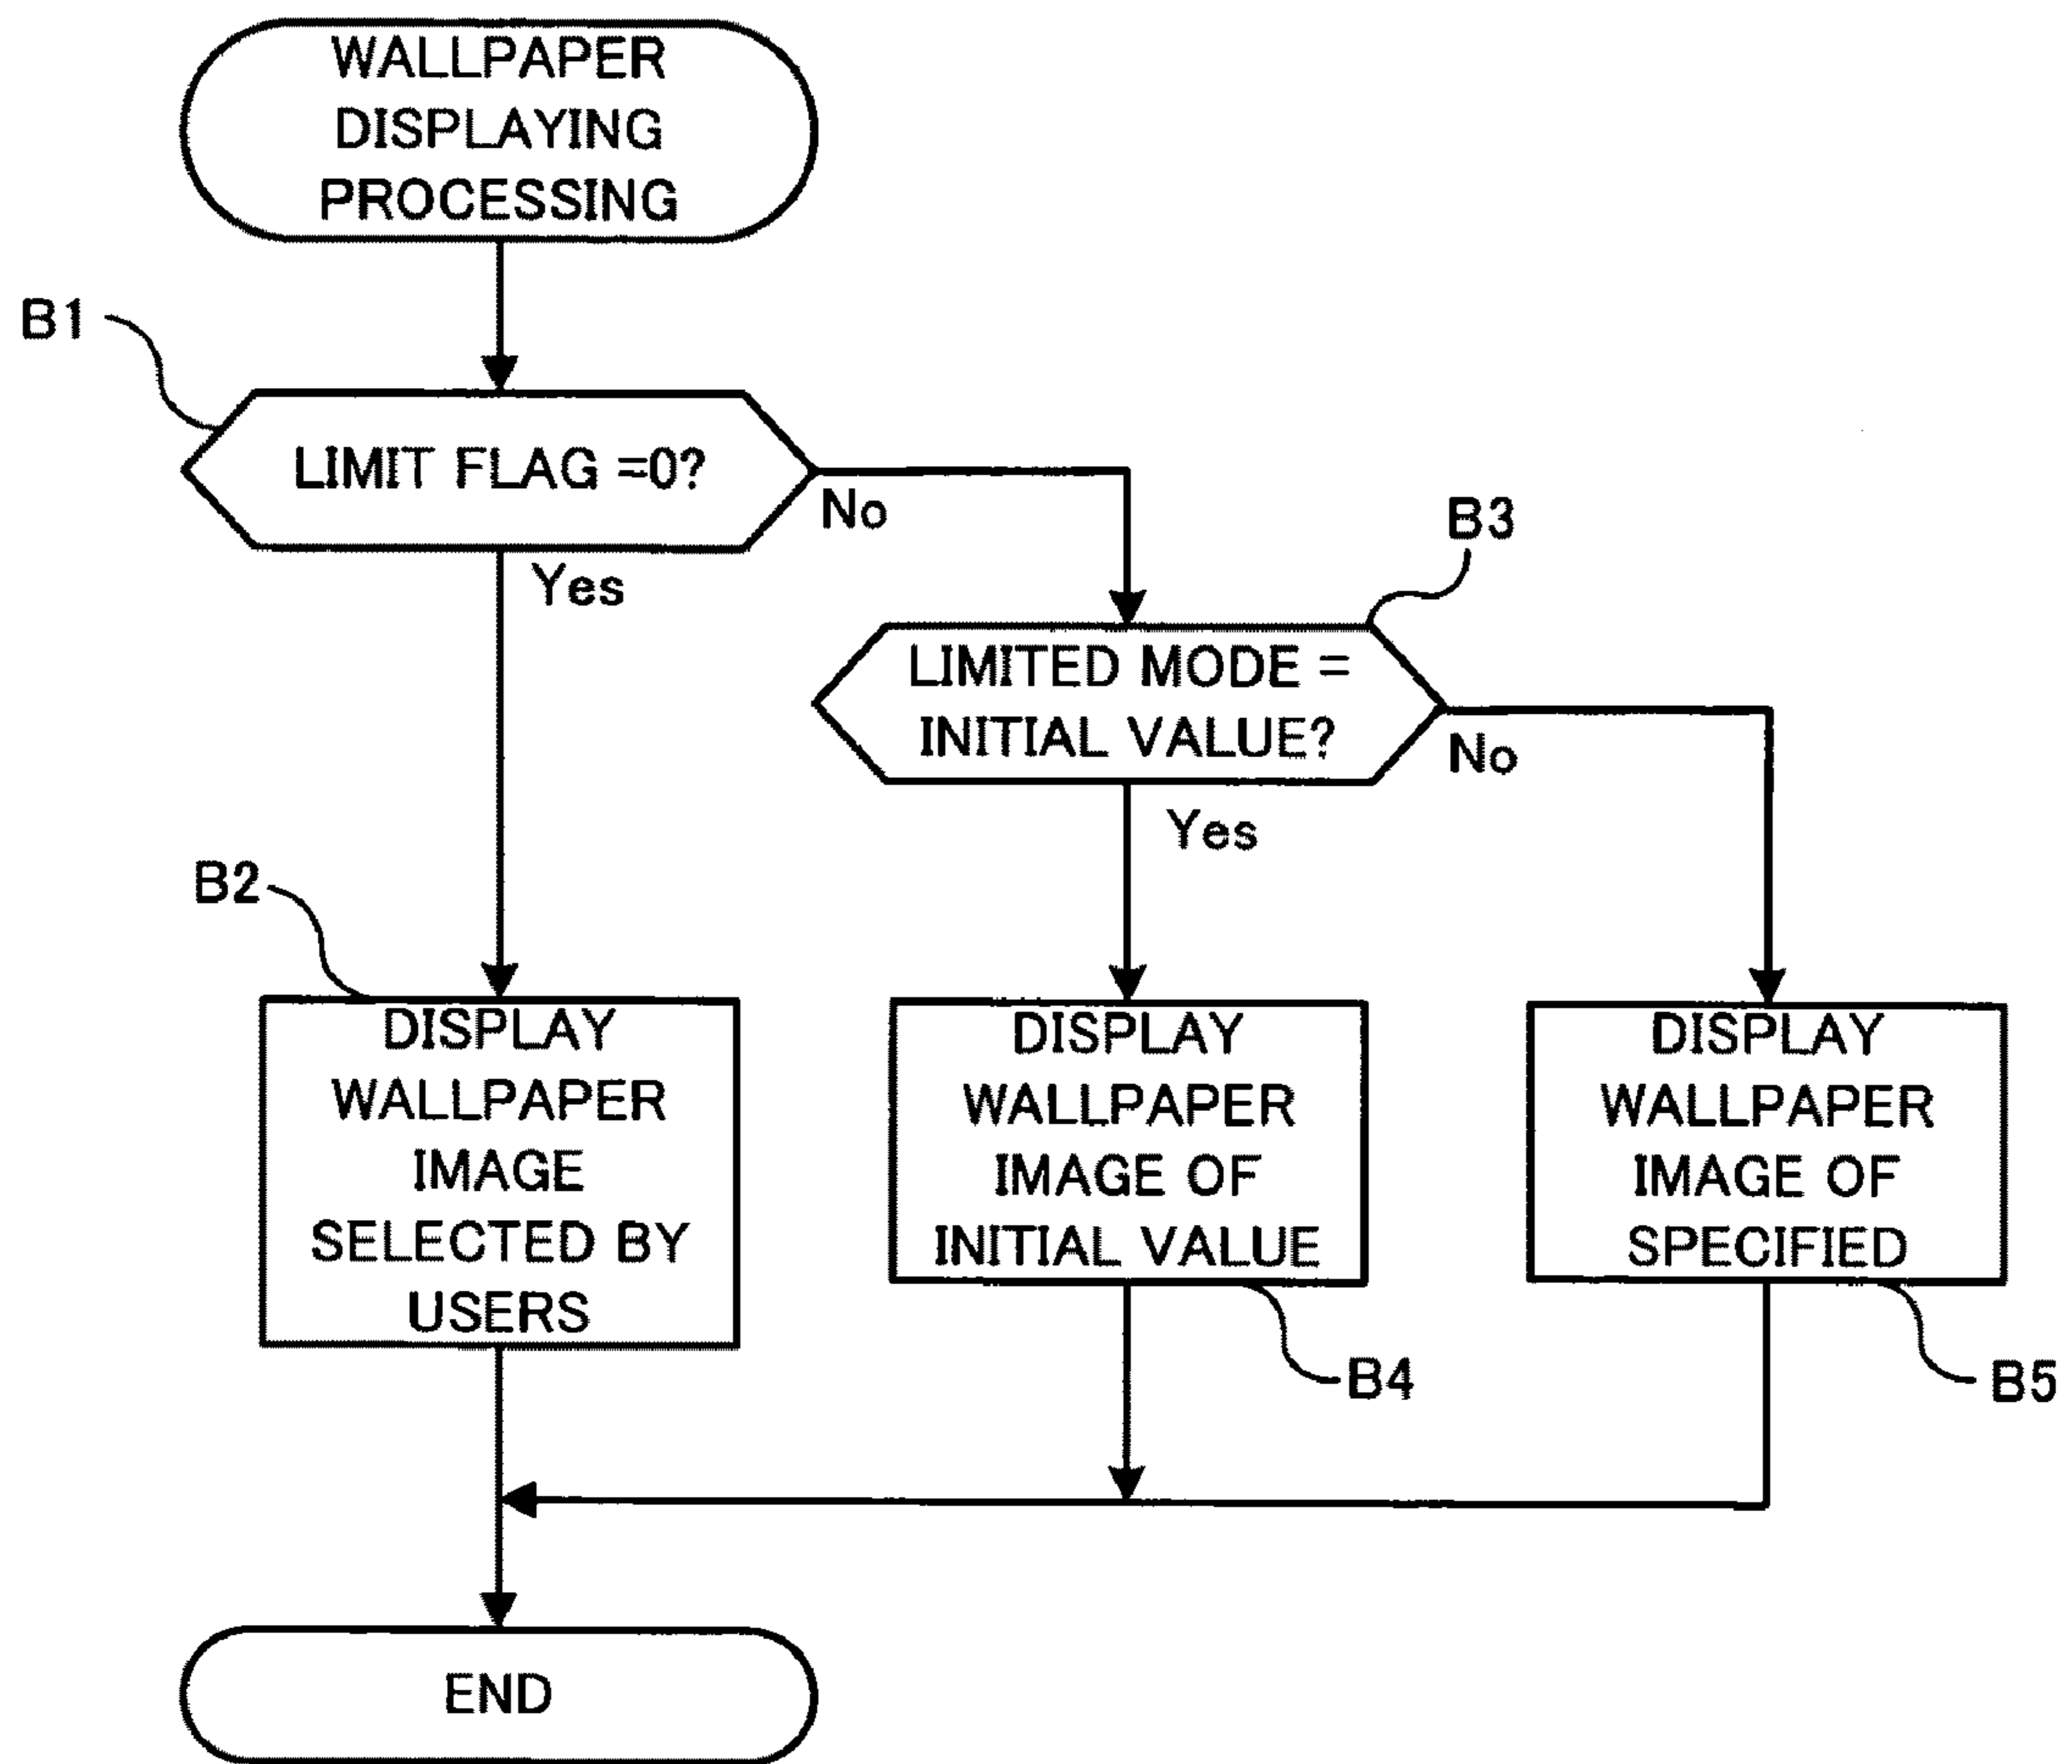 WALLPAPER
DISPLAYING
PROCESSING
B1
LIMIT FLAG =0?
No
Yes
B3
LIMITED MODE =
INITIAL VALUE?
No
Yes
B2
DISPLAY
WALLPAPER
IMAGE
SELECTED BY
USERS
DISPLAY
WALLPAPER
IMAGE OF
INITIAL VALUE
B4
DISPLAY
WALLPAPER
IMAGE OF
SPECIFIED
B5
END